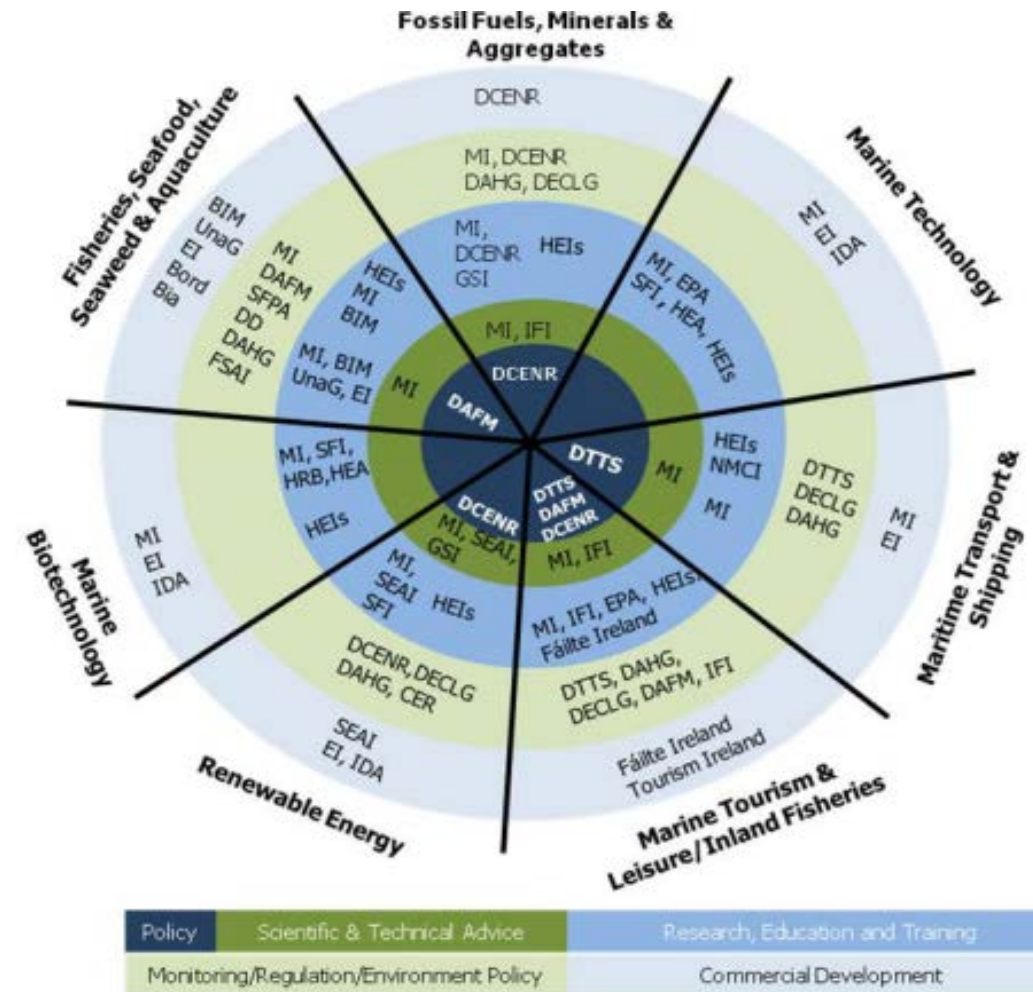 Fossil Fuels, Minerals &
Aggregates
DCENR
MI, DCENR
DAHG, DECLG
MI,
DCENR
GSI
HEIs
MI, IFI
DCENR
Marine Technology
MI
EI
IDA
MI, EPA
SFI, HEA, HEIs
Maritime Transport &
Shipping
MI
EI
DTTS
DECLG
DAHG
HEIs
NMCI
MI
MI
DTTS
Marine Tourism &
Leisure/Inland Fisheries
Fáilte Ireland
Tourism Ireland
DTTS, DAHG,
DECLG, DAFM, IFI
MI, IFI, EPA, HEIs,
Fáilte Ireland
MI, IFI
DTTS
DAFM
DCENR
Renewable Energy
SEAI
EI, IDA
DCENR, DECLG
DAHG, CER
MI,
SEAI
SFI
HEIs
MI, SEAI,
GSI
DCENR
Marine
Biotechnology
MI
EI
IDA
MI, SFI,
HRB,HEA
HEIs
Fisheries, Seafood,
Seaweed & Aquaculture
BIM
UnaG
EI
Bord
Bia
MI
DAFM
SFPA
DD
DAHG
FSAI
HEIs
MI
BIM
MI, BIM
UnaG, EI
MI
DAFM
Policy
Scientific & Technical Advice
Research, Education and Training
Monitoring/Regulation/Environment Policy
Commercial Development